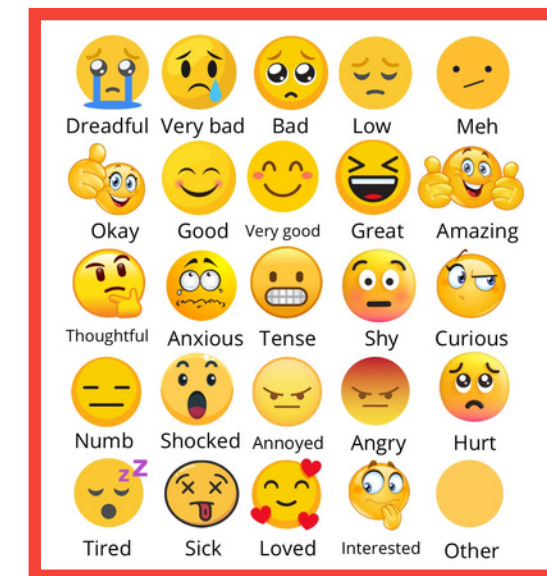 Dreadful Very bad Bad Low Meh
Okay Good Very good Great Amazing
Thoughtful Anxious Tense Shy Curious
Numb Shocked Annoyed Angry Hurt
zZ
Tired Sick Loved Interested Other